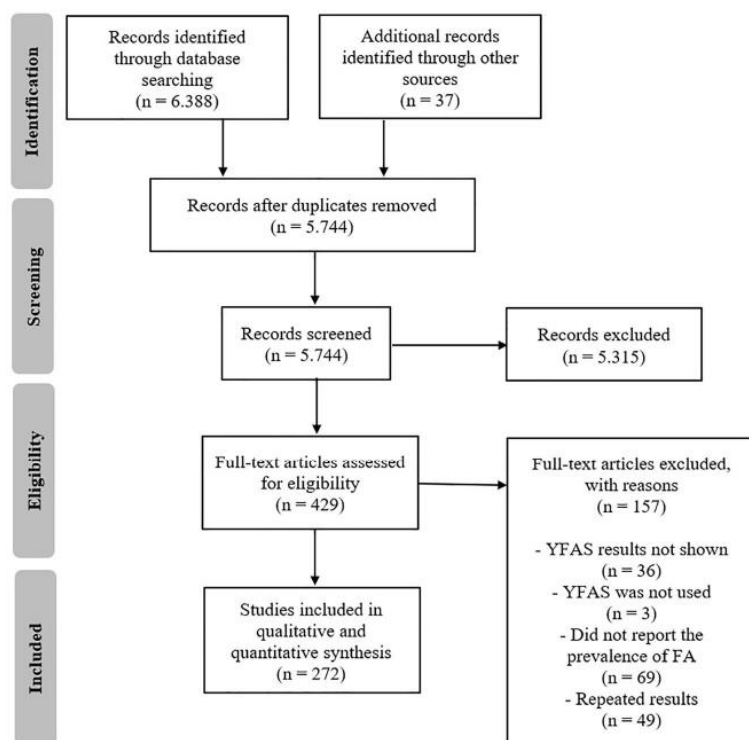 Identification
Records identified
through database
searching
(n = 6.388)
Additional records
identified through other
sources
(n = 37)
Records after duplicates removed
(n = 5.744)
Screening
Records screened
(n = 5.744)
Records excluded
(n = 5.315)
Eligibility
Full-text articles assessed
for eligibility
(n = 429)
Full-text articles excluded,
with reasons
(n = 157)
- YFAS results not shown
(n = 36)
- YFAS was not used
(n = 3)
- Did not report the
prevalence of FA
(n = 69)
- Repeated results
(n = 49)
Included
Studies included in
qualitative and
quantitative synthesis
(n = 272)